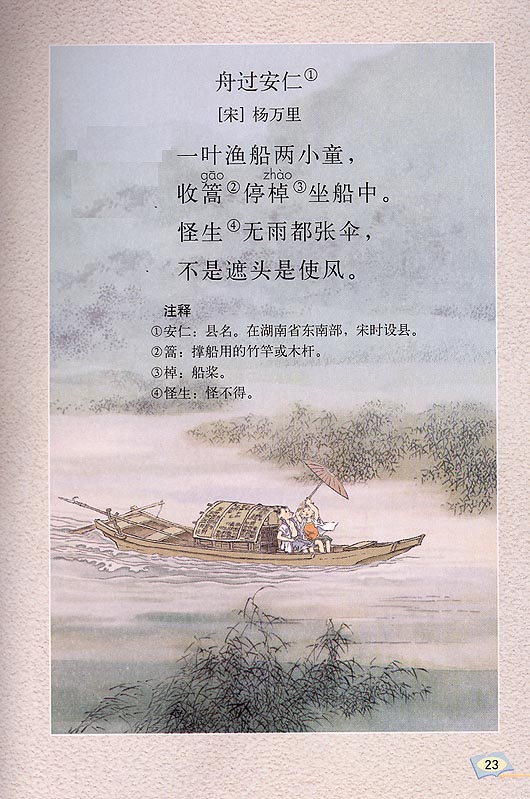 舟过安仁①
[宋] 杨万里
一叶渔船两小童，
gāo zhào
收篙②停棹③坐船中。
怪生④无雨都张伞，
不是遮头是使风。
注释
①安仁：县名。在湖南省东南部，宋时设县。
②篙：撑船用的竹竿或木杆。
③棹：船桨。
④怪生：怪不得。
23